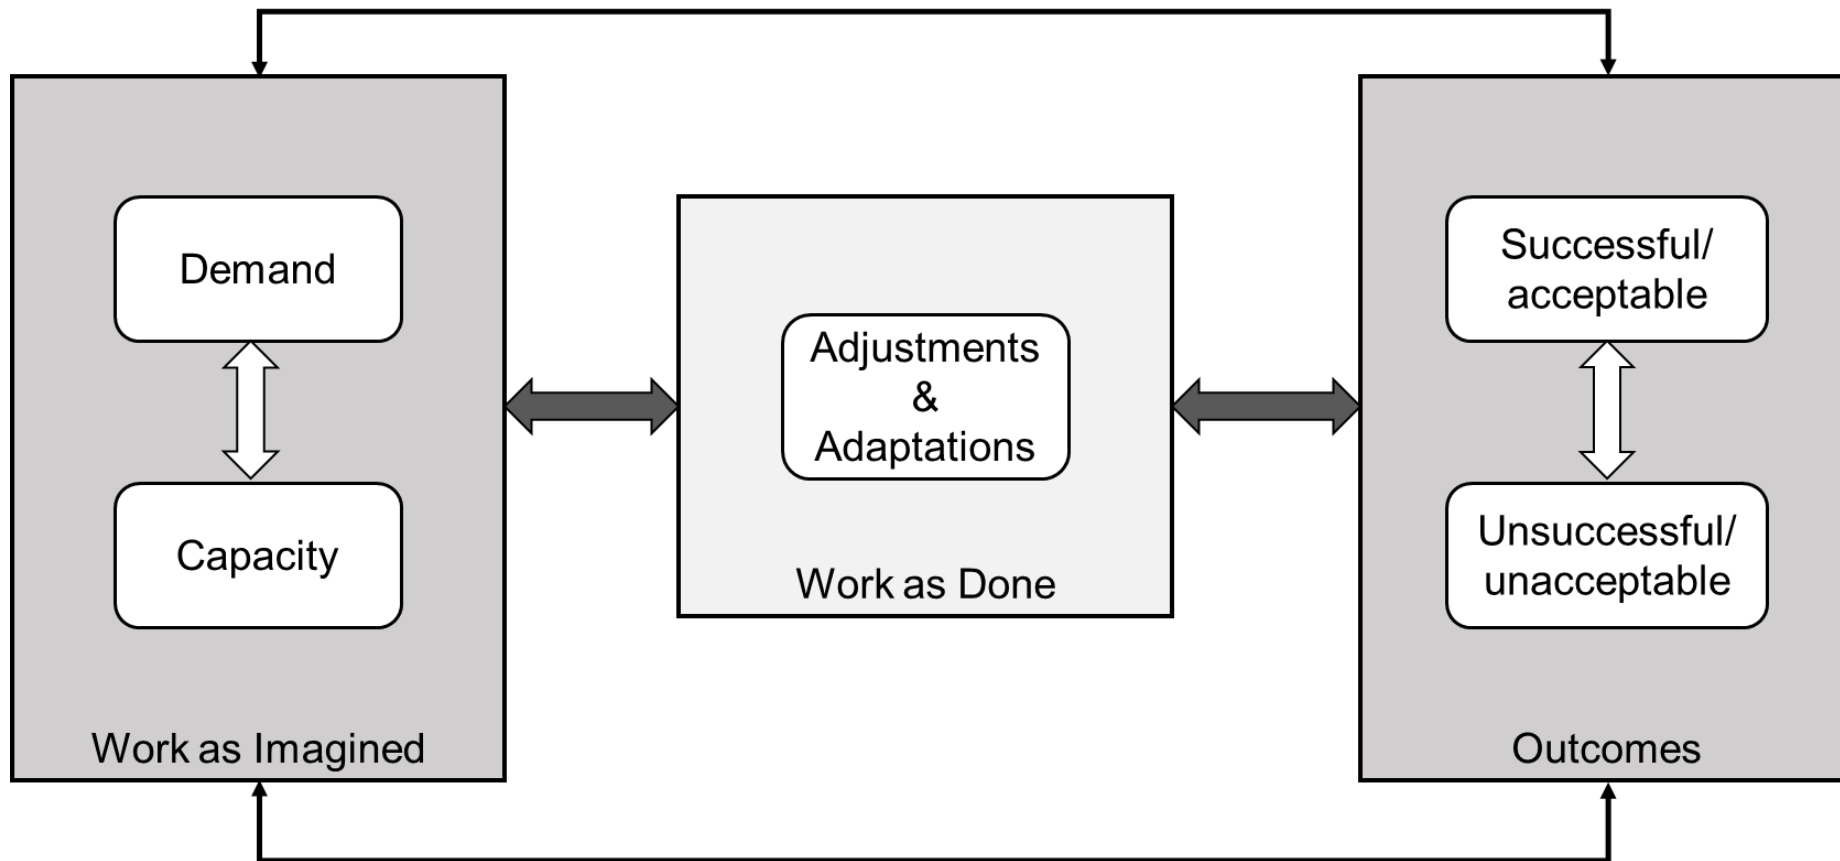 Demand
Capacity
Work as Imagined
Adjustments
&
Adaptations
Work as Done
Successful/
acceptable
Unsuccessful/
unacceptable
Outcomes